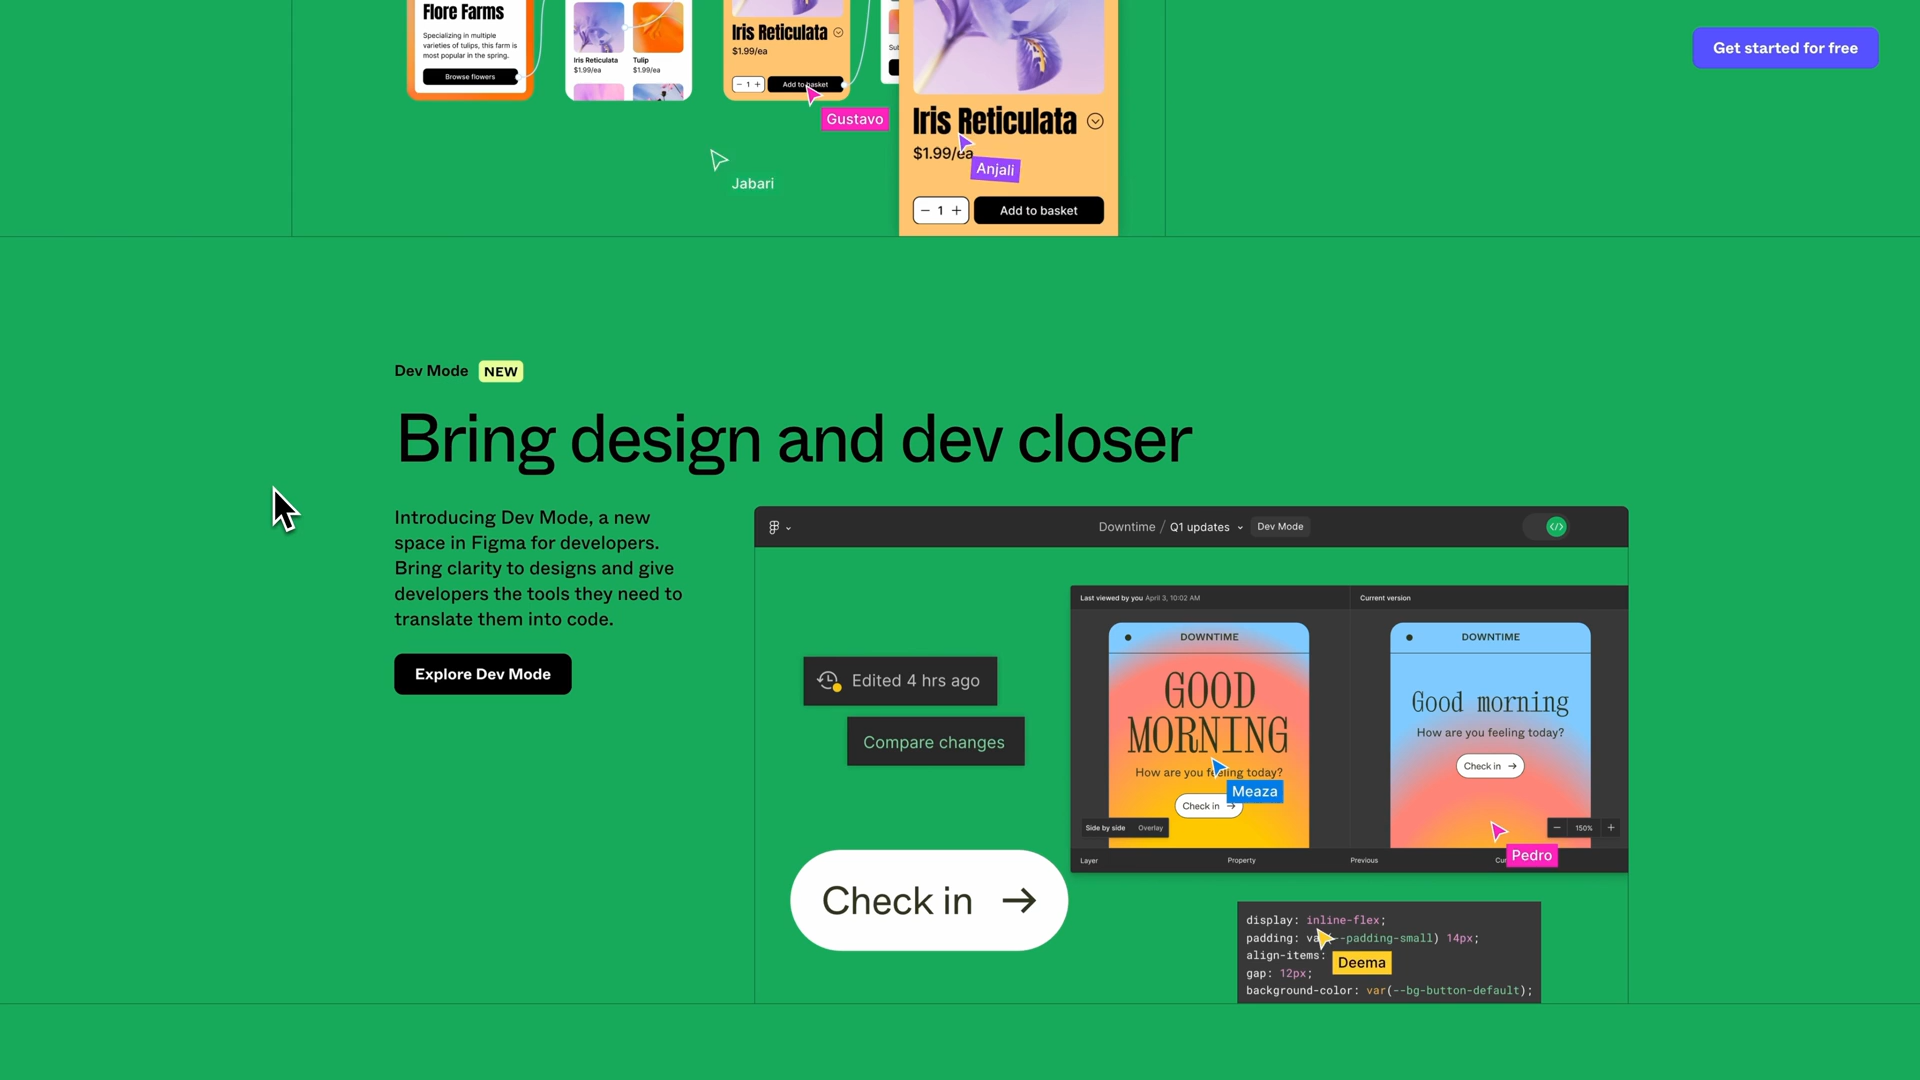 Flore Farms
Specializing in multiple
varieties of tulips, this farm is
most popular in the spring.
Browse flowers
Iris Reticulata
$1.99/ea
Tulip
$1.99/ea
Iris Reticulata
$1.99/ea
1
Add to basket
Gustavo
Jabari
Iris Reticulata
$1.99/ea
Anjali
1
Add to basket
Get started for free
Dev Mode NEW
Bring design and dev closer
Introducing Dev Mode, a new
space in Figma for developers.
Bring clarity to designs and give
developers the tools they need to
translate them into code.
Explore Dev Mode
Downtime / Q1 updates Dev Mode
</>
Edited 4 hrs ago
Compare changes
Check in →
Last viewed by you April 3, 10:02 AM
Current version
DOWNTIME
GOOD
MORNING
How are you feeling today?
Check in →
Meaza
Side by side Overlay
DOWNTIME
Good morning
How are you feeling today?
Check in →
150%
Pedro
Layer Property Previous
display: inline-flex;
padding: var(--padding-small) 14px;
align-items:
Deema
gap: 12px;
background-color: var(--bg-button-default);